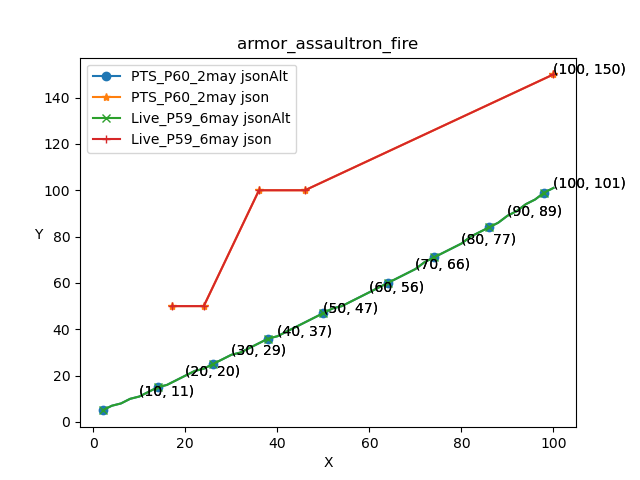 armor_assaultron_fire
PTS_P60_2may jsonAlt
PTS_P60_2may json
Live_P59_6may jsonAlt
Live_P59_6may json
(100, 150)
(100, 101)
(90, 89)
(80, 77)
(70, 66)
(60, 56)
(50, 47)
(40, 37)
(30, 29)
(20, 20)
(10, 11)
140
120
100
80
60
40
20
0
Y
0 20 40 60 80 100
X